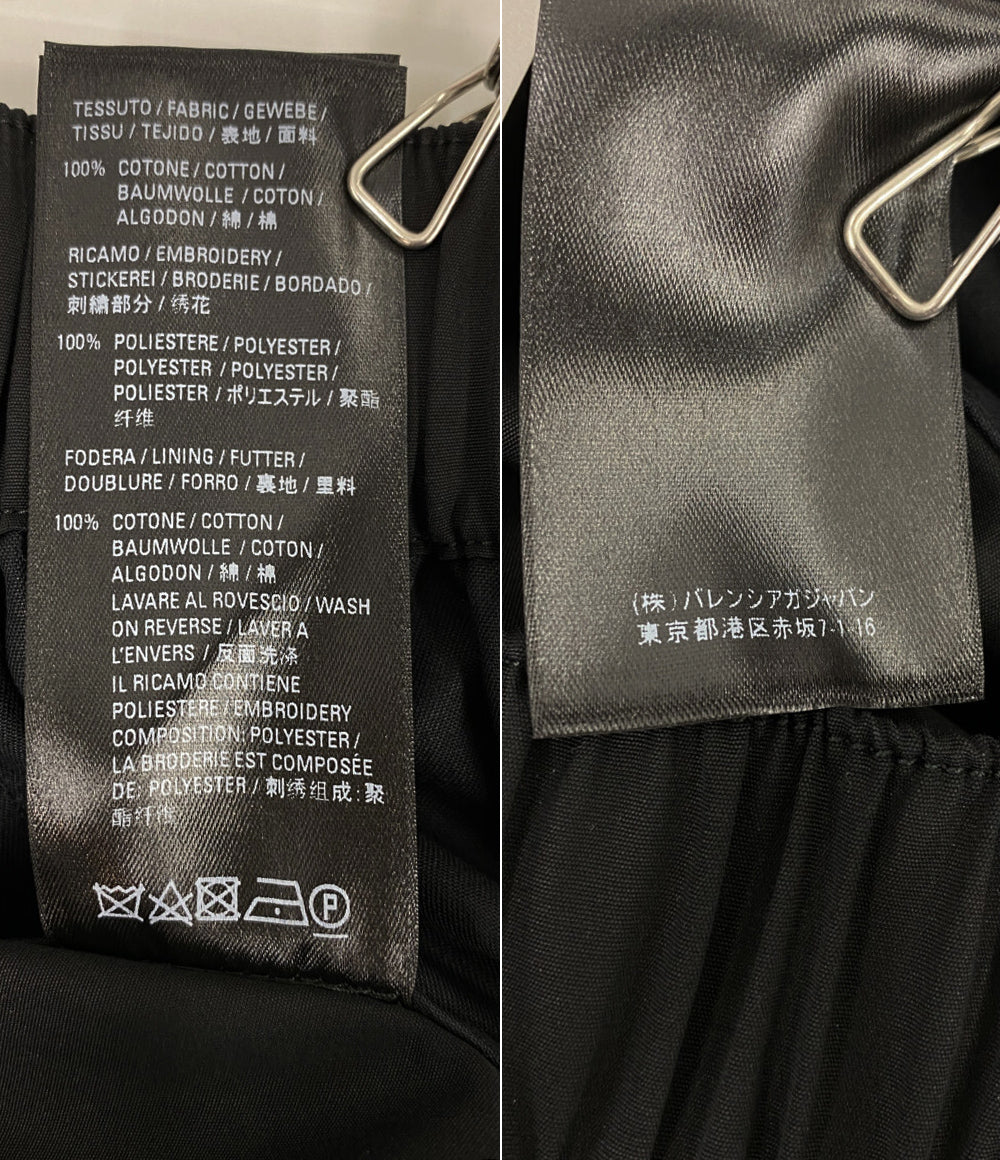 TESSUTO / FABRIC / GEWEBE /
TISSU / TEJIDO / 表地 / 面料
100% COTONE / COTTON /
BAUMWOLLE / COTON /
ALGODON / 綿 / 棉
RICAMO / EMBROIDERY /
STICKEREI / BRODERIE / BORDADO /
刺繍部分 / 绣花
100% POLIESTERE / POLYESTER /
POLYESTER / POLYESTER /
POLIESTER / ポリエステル / 聚酯
纤维
FODERA / LINING / FUTTER /
DOUBLURE / FORRO / 裏地 / 里料
100% COTONE / COTTON /
BAUMWOLLE / COTON /
ALGODON / 綿 / 棉
LAVARE AL ROVESCIO / WASH
ON REVERSE / LAVER A
L'ENVERS / 反面洗涤
IL RICAMO CONTIENE
POLIESTERE / EMBROIDERY
COMPOSITION: POLYESTER /
LA BRODERIE EST COMPOSÉE
DE POLYESTER / 刺绣组成: 聚
酯纤维
P
(株) バレンシアガジャパン
東京都港区赤坂7-1-16